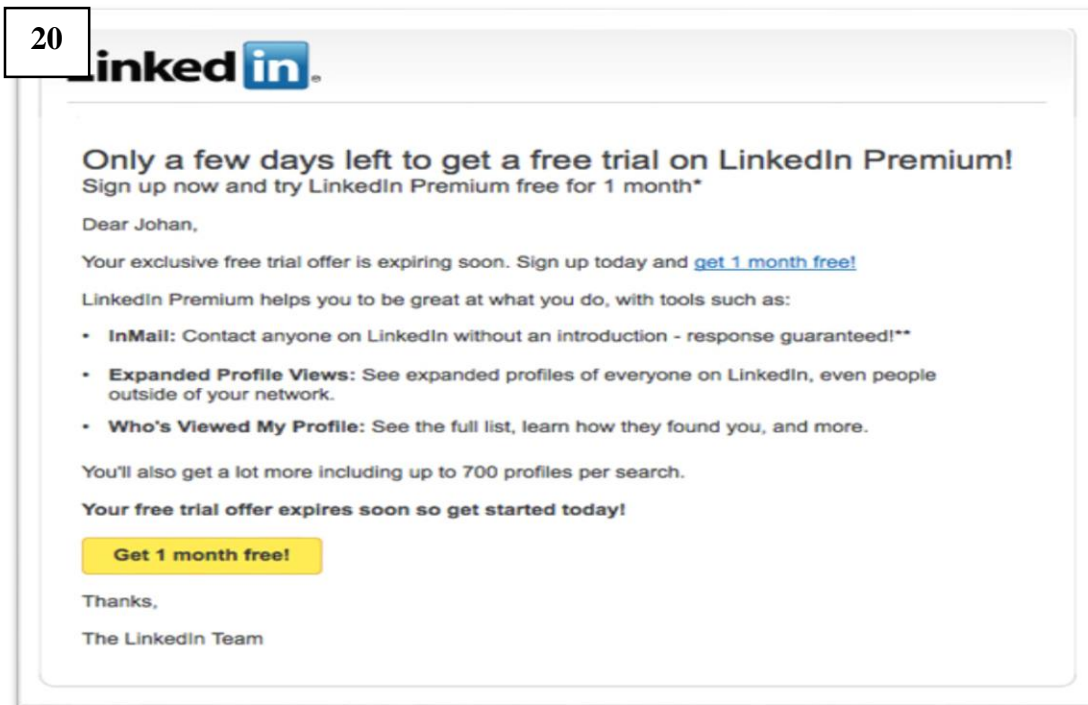 20
Linkedin®
Only a few days left to get a free trial on LinkedIn Premium!
Sign up now and try LinkedIn Premium free for 1 month*
Dear Johan,
Your exclusive free trial offer is expiring soon. Sign up today and get 1 month free!
LinkedIn Premium helps you to be great at what you do, with tools such as:
• InMail: Contact anyone on LinkedIn without an introduction - response guaranteed!**
• Expanded Profile Views: See expanded profiles of everyone on LinkedIn, even people
outside of your network.
• Who's Viewed My Profile: See the full list, learn how they found you, and more.
You'll also get a lot more including up to 700 profiles per search.
Your free trial offer expires soon so get started today!
Get 1 month free!
Thanks,
The LinkedIn Team